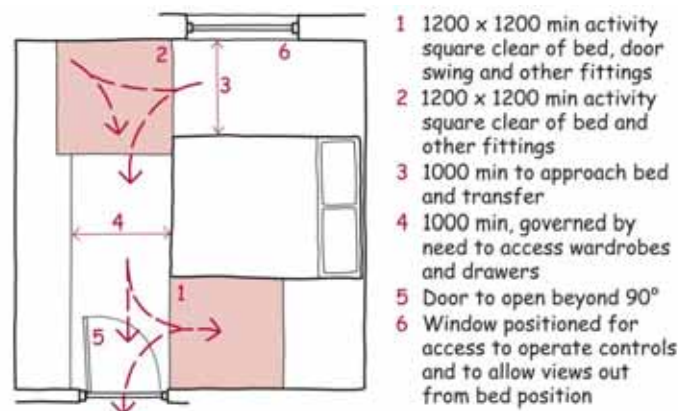 2
6
3
4
1
5
1 1200 x 1200 min activity
square clear of bed, door
swing and other fittings
2 1200 x 1200 min activity
square clear of bed and
other fittings
3 1000 min to approach bed
and transfer
4 1000 min, governed by
need to access wardrobes
and drawers
5 Door to open beyond 90°
6 Window positioned for
access to operate controls
and to allow views out
from bed position